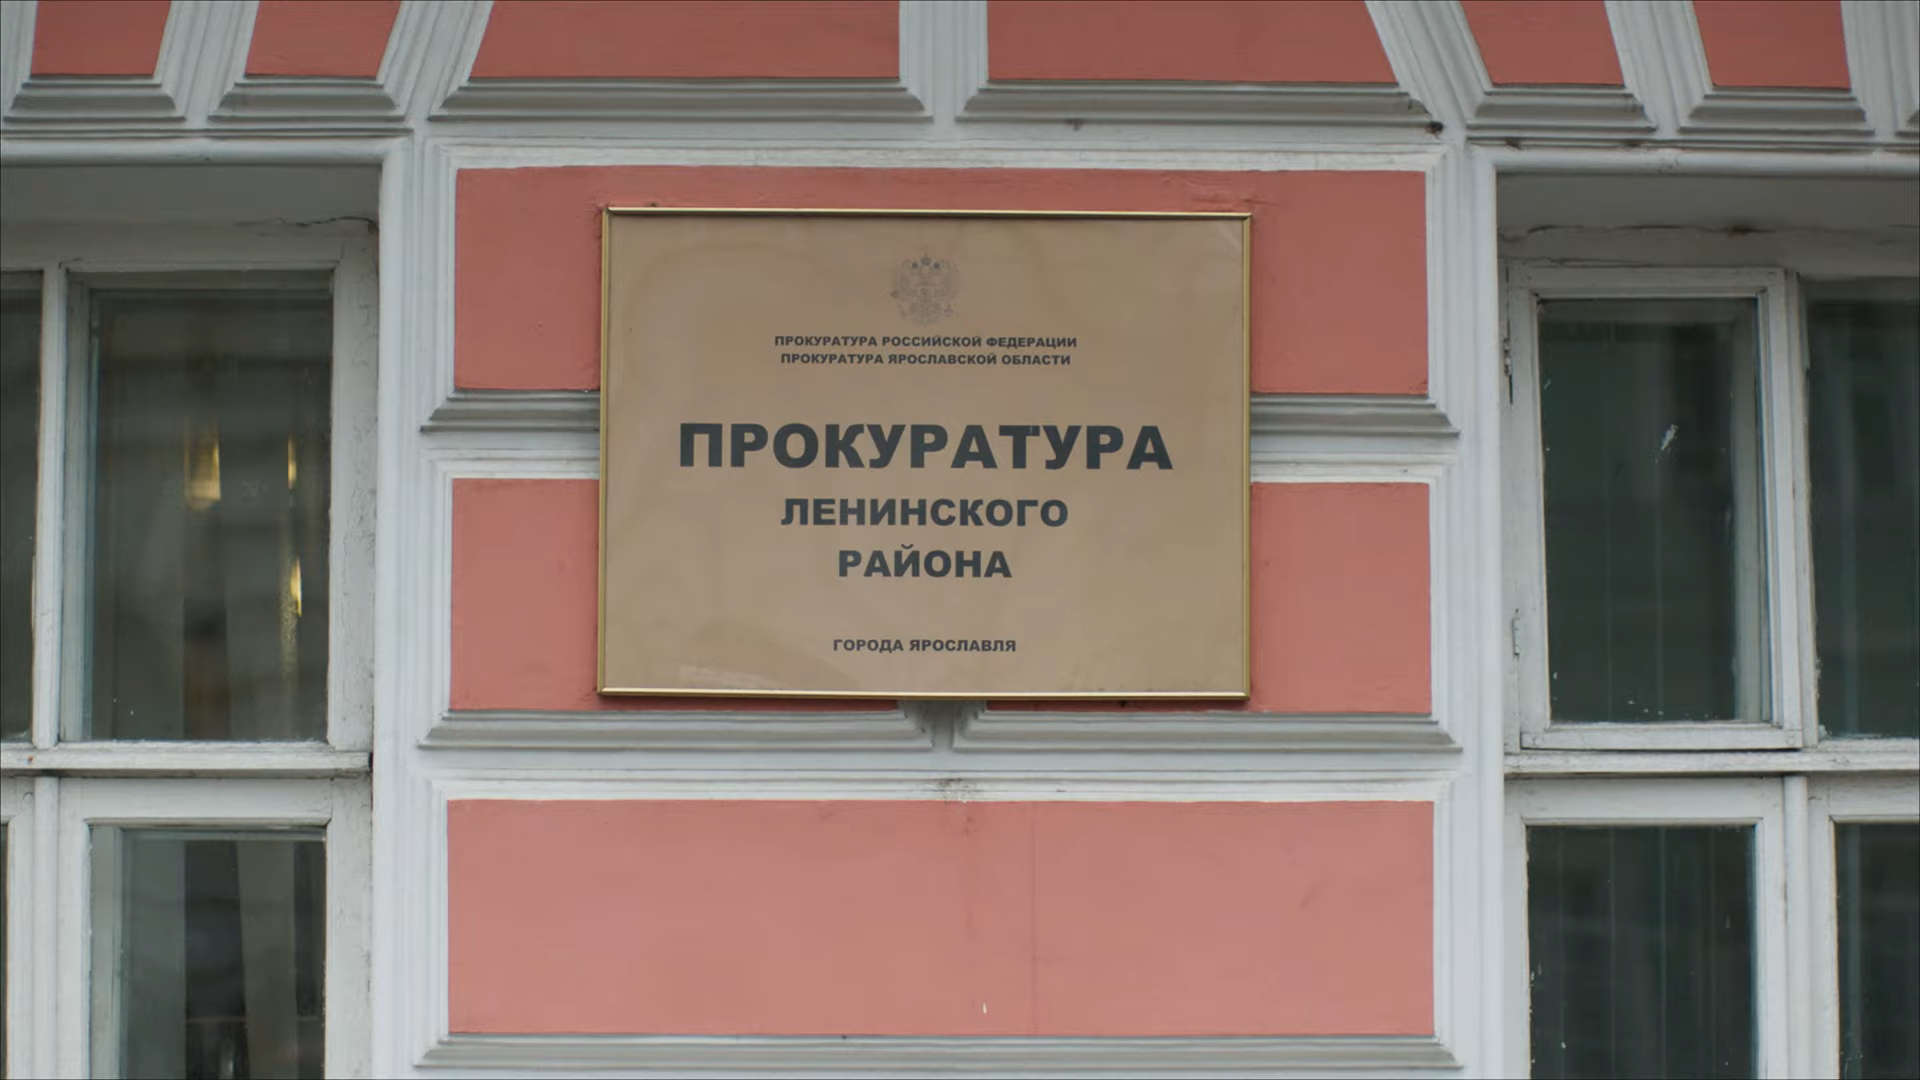 ПРОКУРАТУРА РОССИЙСКОЙ ФЕДЕРАЦИИ
ПРОКУРАТУРА ЯРОСЛАВСКОЙ ОБЛАСТИ
ПРОКУРАТУРА
ЛЕНИНСКОГО
РАЙОНА
ГОРОДА ЯРОСЛАВЛЯ